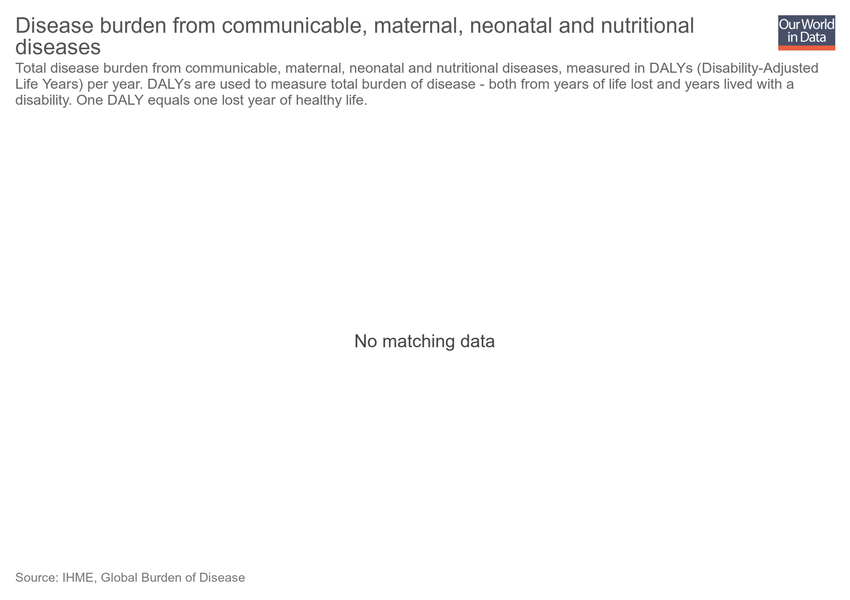 Disease burden from communicable, maternal, neonatal and nutritional
diseases
Our World
in Data
Total disease burden from communicable, maternal, neonatal and nutritional diseases, measured in DALYs (Disability-Adjusted
Life Years) per year. DALYs are used to measure total burden of disease - both from years of life lost and years lived with a
disability. One DALY equals one lost year of healthy life.
No matching data
Source: IHME, Global Burden of Disease